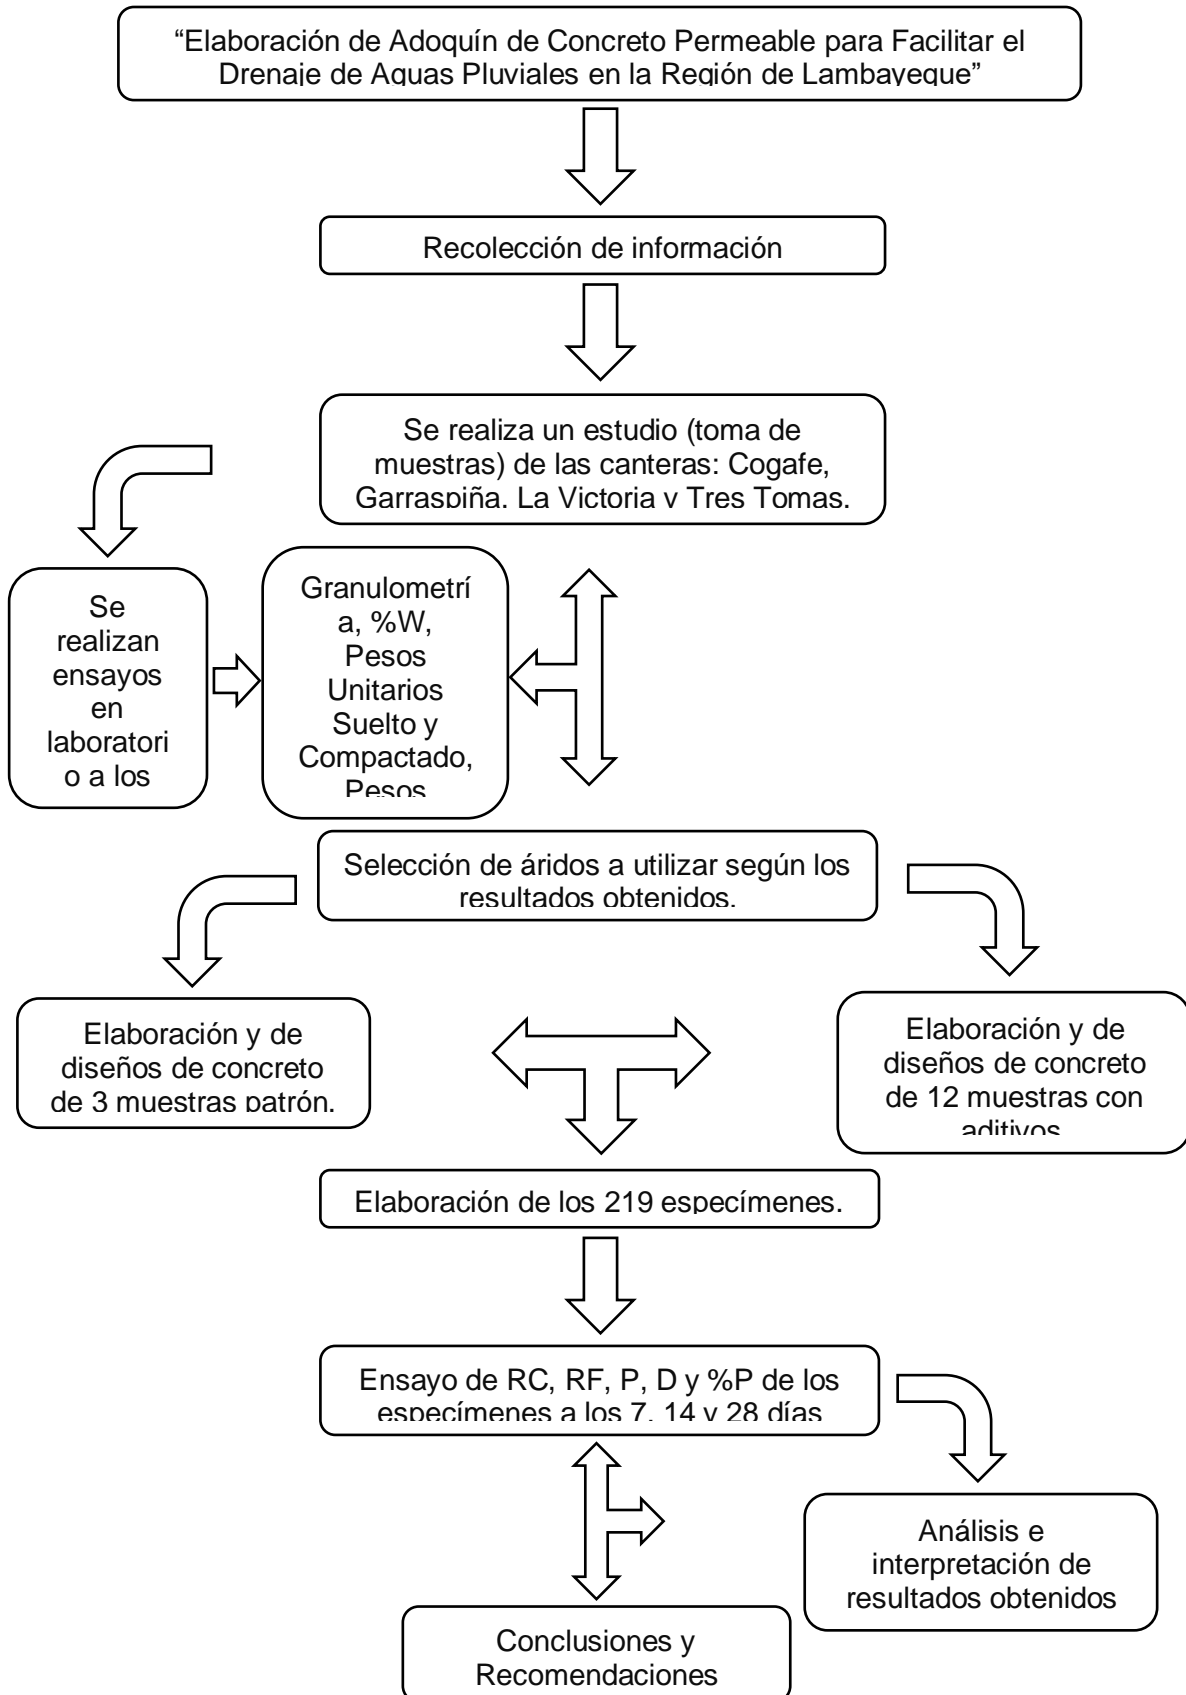 “Elaboración de Adoquín de Concreto Permeable para Facilitar el
Drenaje de Aguas Pluviales en la Región de Lambayeque”
Recolección de información
Se realiza un estudio (toma de
muestras) de las canteras: Cogafe,
Garraspiña, La Victoria y Tres Tomas.
Se
realizan
ensayos
en
laboratori
o a los
Granulometrí
a, %W,
Pesos
Unitarios
Suelto y
Compactado,
Pesos
Selección de áridos a utilizar según los
resultados obtenidos.
Elaboración y de
diseños de concreto
de 3 muestras patrón.
Elaboración y de
diseños de concreto
de 12 muestras con
aditivos
Elaboración de los 219 especímenes.
Ensayo de RC, RF, P, D y %P de los
especímenes a los 7, 14 y 28 días
Análisis e
interpretación de
resultados obtenidos
Conclusiones y
Recomendaciones